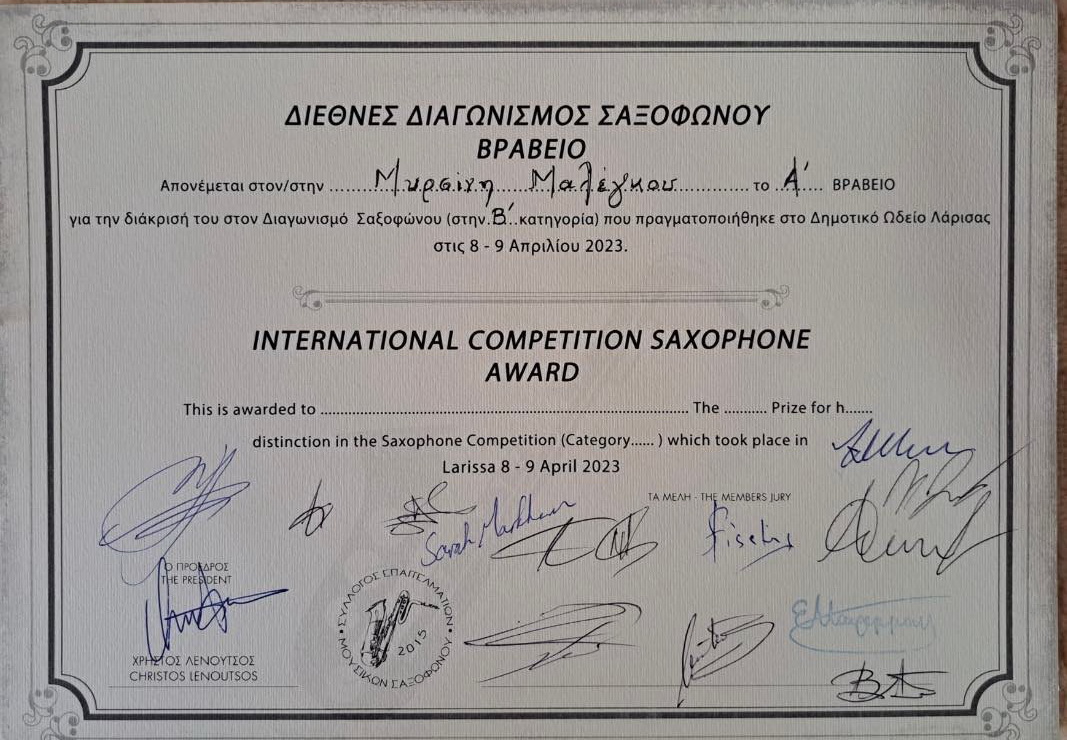 ΔΙΕΘΝΕΣ ΔΙΑΓΩΝΙΣΜΟΣ ΣΑΞΟΦΩΝΟΥ
ΒΡΑΒΕΙΟ
Απονέμεται στον/στην ........ Μυρσίνη ...... Μαλέγκου ............ το .. Α΄.... ΒΡΑΒΕΙΟ
για την διάκρισή του στον Διαγωνισμό Σαξοφώνου (στην .Β΄. κατηγορία) που πραγματοποιήθηκε στο Δημοτικό Ωδείο Λάρισας
στις 8 - 9 Απριλίου 2023.
INTERNATIONAL COMPETITION SAXOPHONE
AWARD
This is awarded to .................................................................................... The .......... Prize for h.......
distinction in the Saxophone Competition (Category...... ) which took place in
Larissa 8 - 9 April 2023
ΤΑ ΜΕΛΗ - THE MEMBERS JURY
Sarah Markham
Ο ΠΡΟΕΔΡΟΣ
THE PRESIDENT
ΧΡΗΣΤΟΣ ΛΕΝΟΥΤΣΟΣ
CHRISTOS LENOUTSOS
ΣΥΛΛΟΓΟΣ ΕΠΑΓΓΕΛΜΑΤΙΩΝ
ΜΟΥΣΙΚΩΝ ΣΑΞΟΦΩΝΟΥ
2015